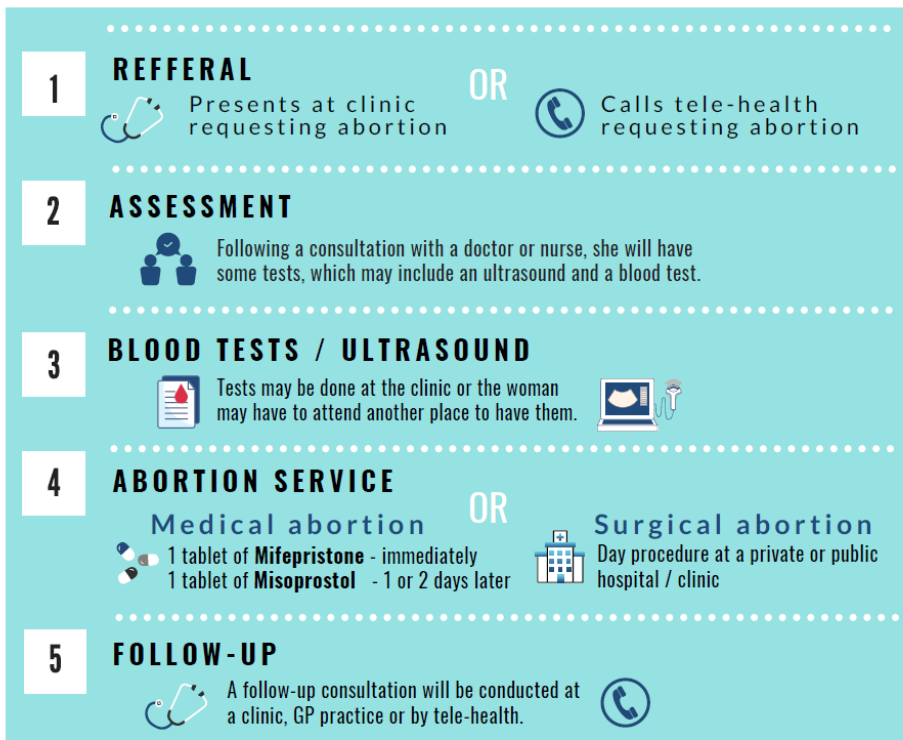 1
REFFERAL
OR
Presents at clinic
requesting abortion
Calls tele-health
requesting abortion
2
ASSESSMENT
Following a consultation with a doctor or nurse, she will have
some tests, which may include an ultrasound and a blood test.
3
BLOOD TESTS / ULTRASOUND
Tests may be done at the clinic or the woman
may have to attend another place to have them.
4
ABORTION SERVICE
OR
Medical abortion
1 tablet of Mifepristone - immediately
1 tablet of Misoprostol - 1 or 2 days later
Surgical abortion
Day procedure at a private or public
hospital / clinic
5
FOLLOW-UP
A follow-up consultation will be conducted at
a clinic, GP practice or by tele-health.